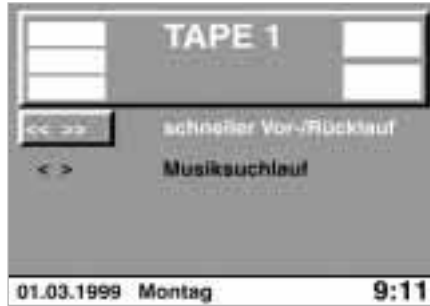 TAPE 1
<< >> schneller Vor-/Rücklauf
< > Musiksuchlauf
01.03.1999 Montag 9:11